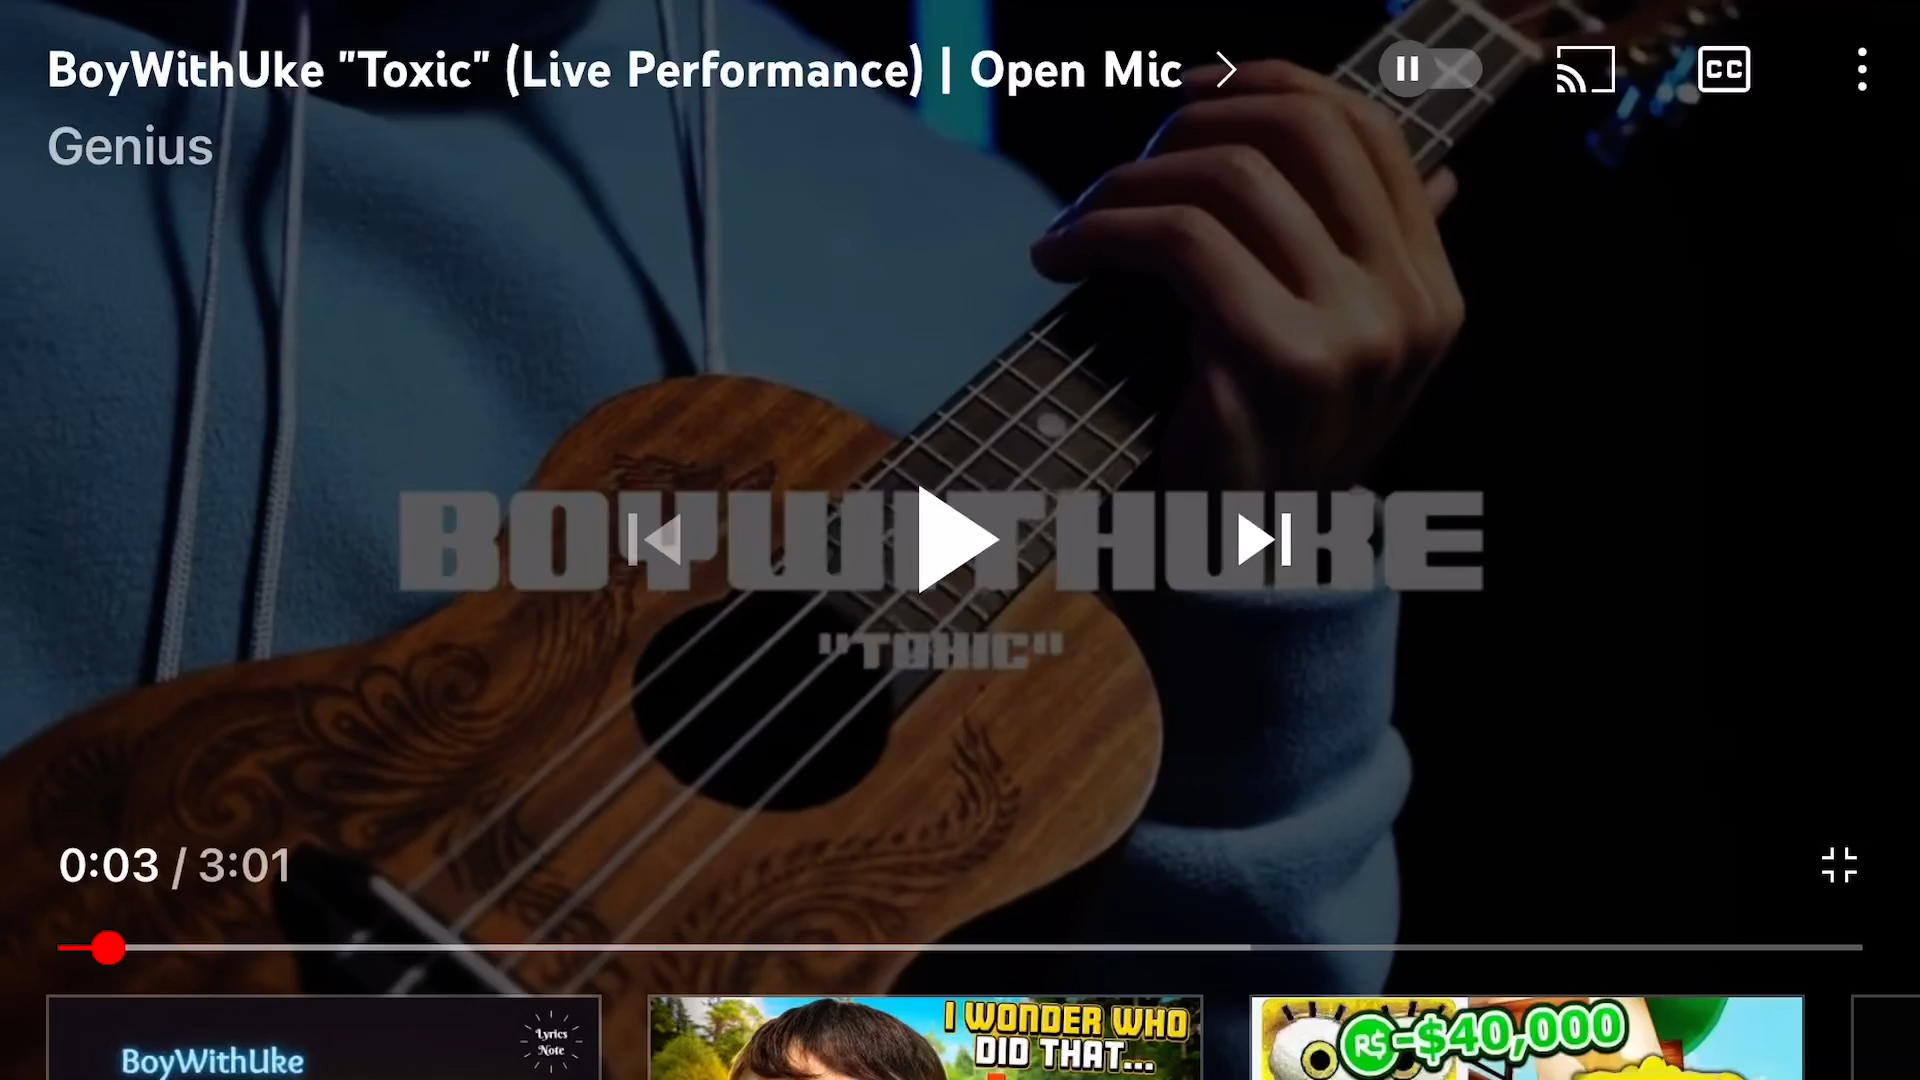 BoyWithUke "Toxic" (Live Performance) | Open Mic
CC
Genius
BOYWITHUKE
"TOXIC"
0:03 / 3:01
BoyWithUke
Lyrics
Note
I WONDER WHO
DID THAT...
R$ -$40,000